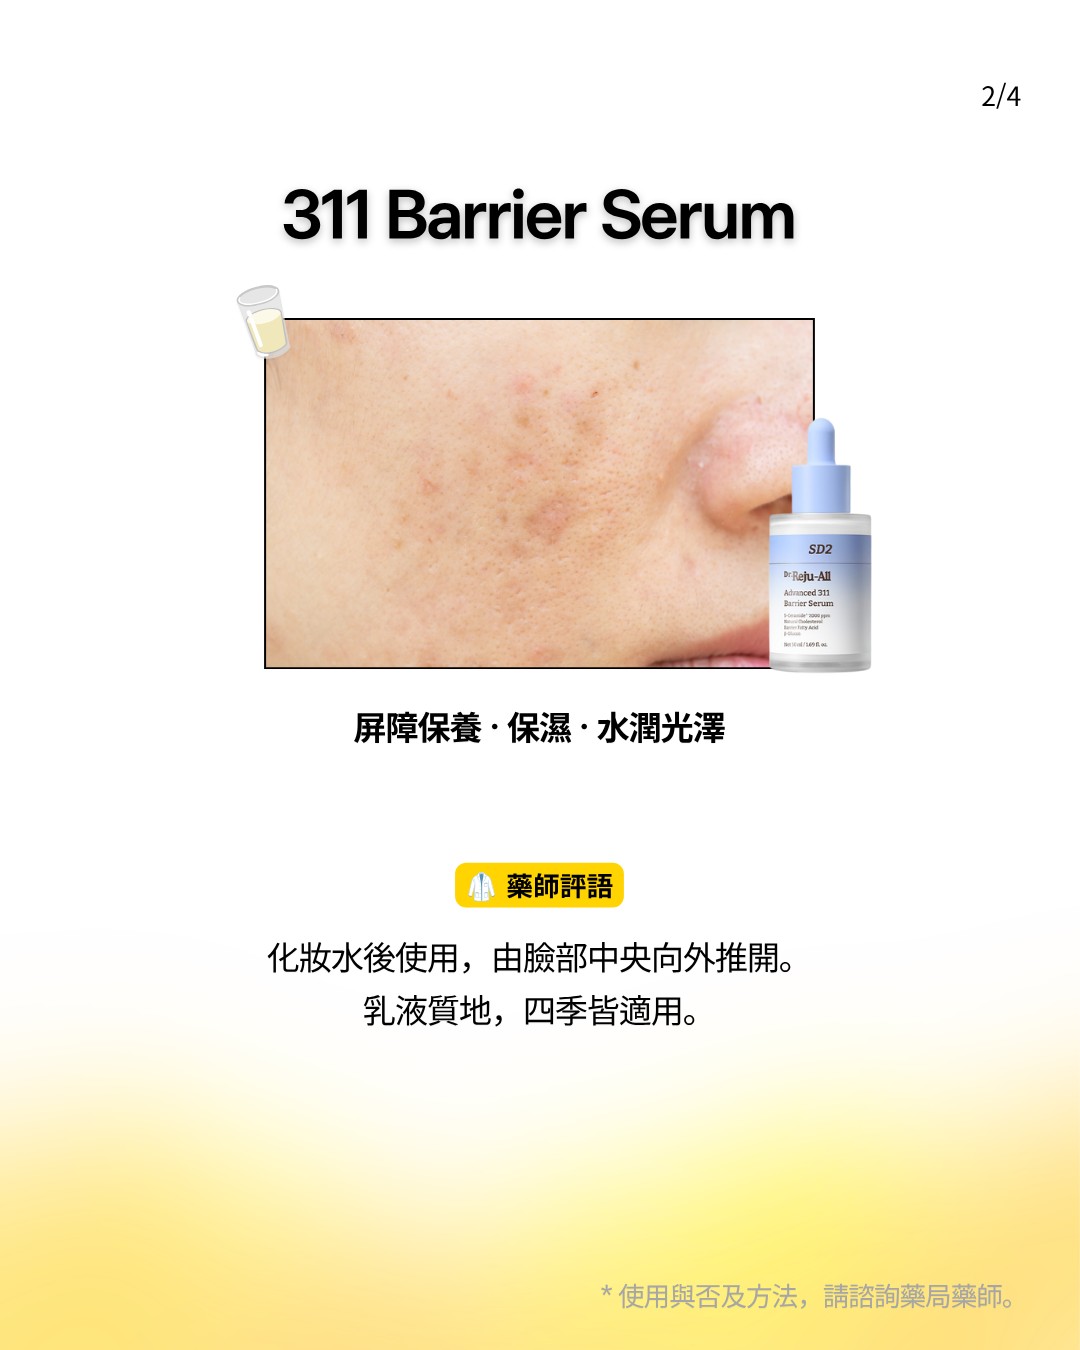 2/4
311 Barrier Serum
SD2
Dr.Reju-All
Advanced 311
Barrier Serum
屏障保養 · 保濕 · 水潤光澤
藥師評語
化妝水後使用，由臉部中央向外推開。
乳液質地，四季皆適用。
* 使用與否及方法，請諮詢藥局藥師。